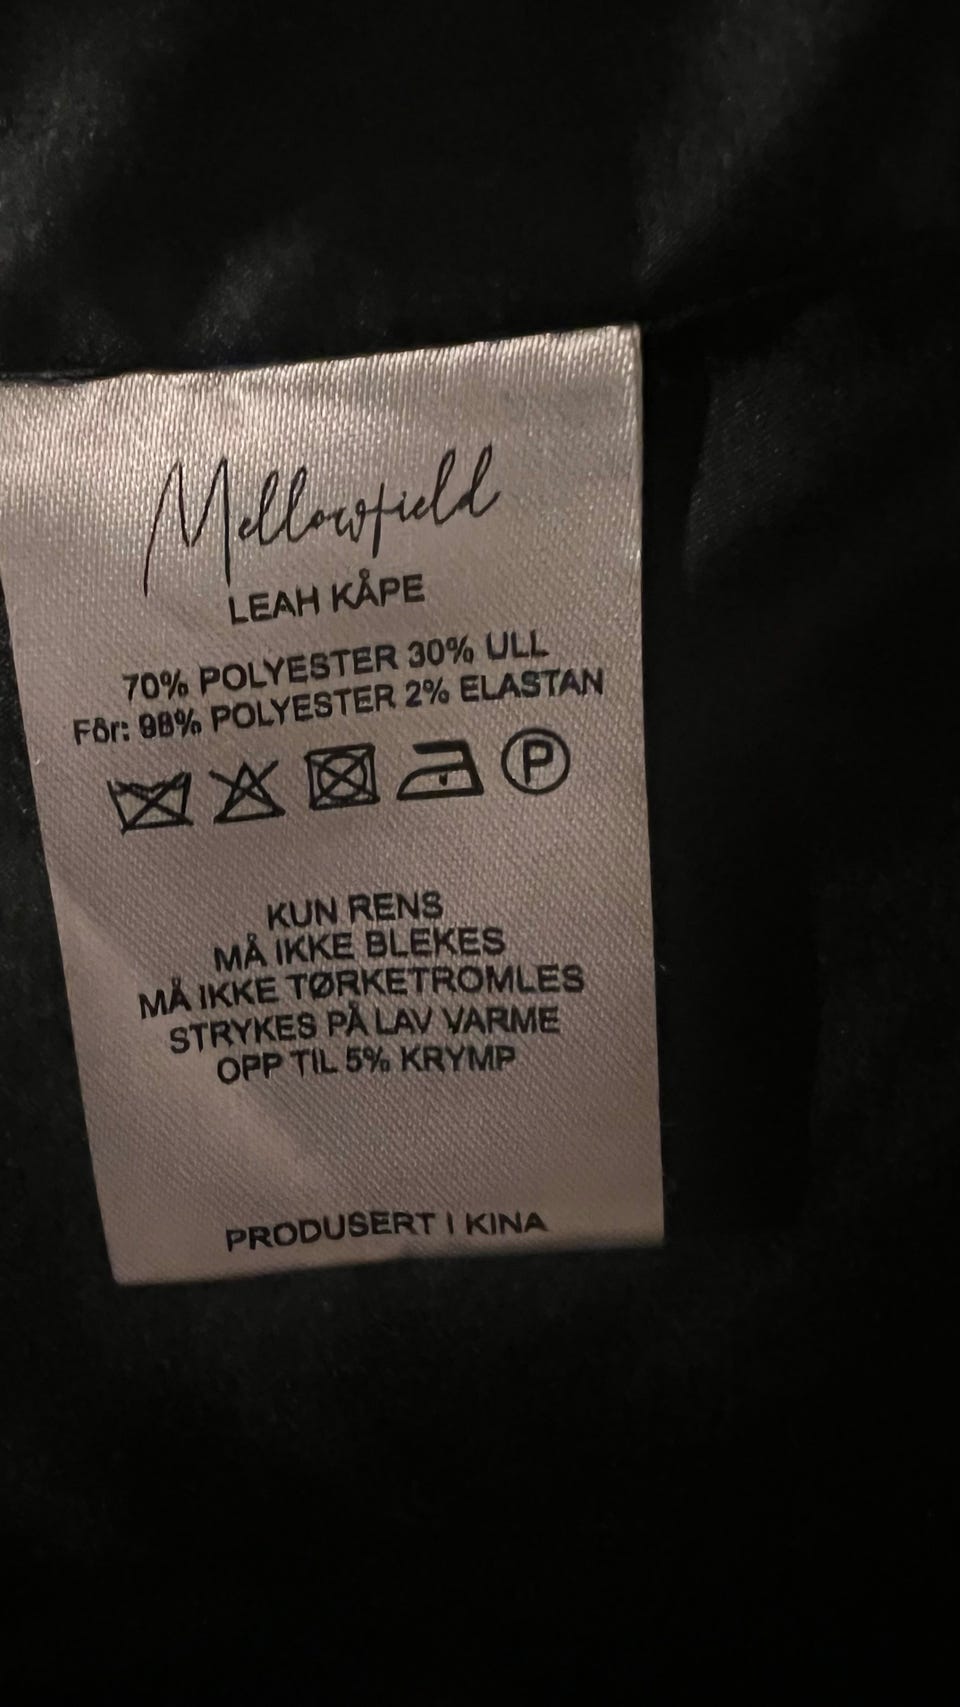 Mellowfield
LEAH KÅPE
70% POLYESTER 30% ULL
Fôr: 98% POLYESTER 2% ELASTAN
P
KUN RENS
MÅ IKKE BLEKES
MÅ IKKE TØRKETROMLES
STRYKES PÅ LAV VARME
OPP TIL 5% KRYMP
PRODUSERT I KINA